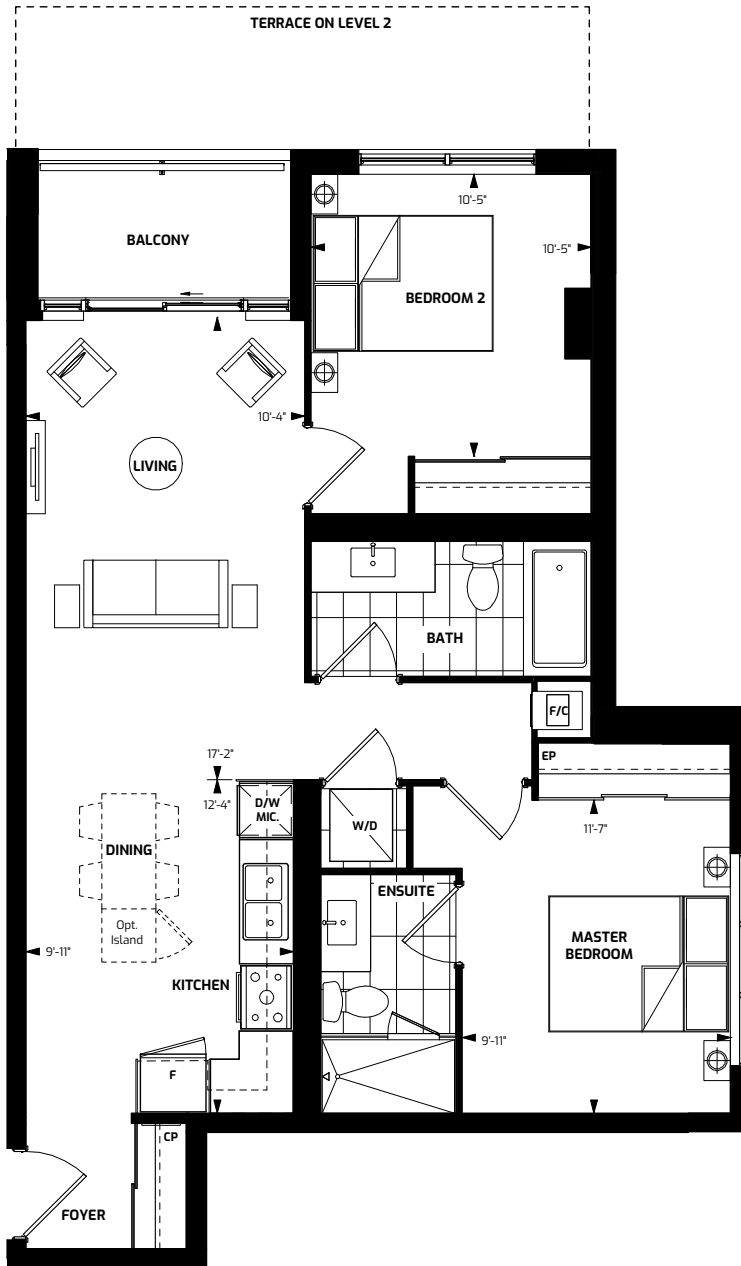 TERRACE ON LEVEL 2
10'-5"
BALCONY
10'-5"
BEDROOM 2
10'-4"
LIVING
BATH
F/C
EP
17'-2"
12'-4"
D/W
MIC.
W/D
11'-7"
DINING
ENSUITE
Opt.
Island
MASTER
BEDROOM
9'-11"
KITCHEN
9'-11"
F
CP
FOYER